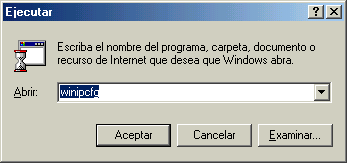 Ejecutar
Escriba el nombre del programa, carpeta, documento o
recurso de Internet que desea que Windows abra.
Abrir:
winipcfg
Aceptar
Cancelar
Examinar...